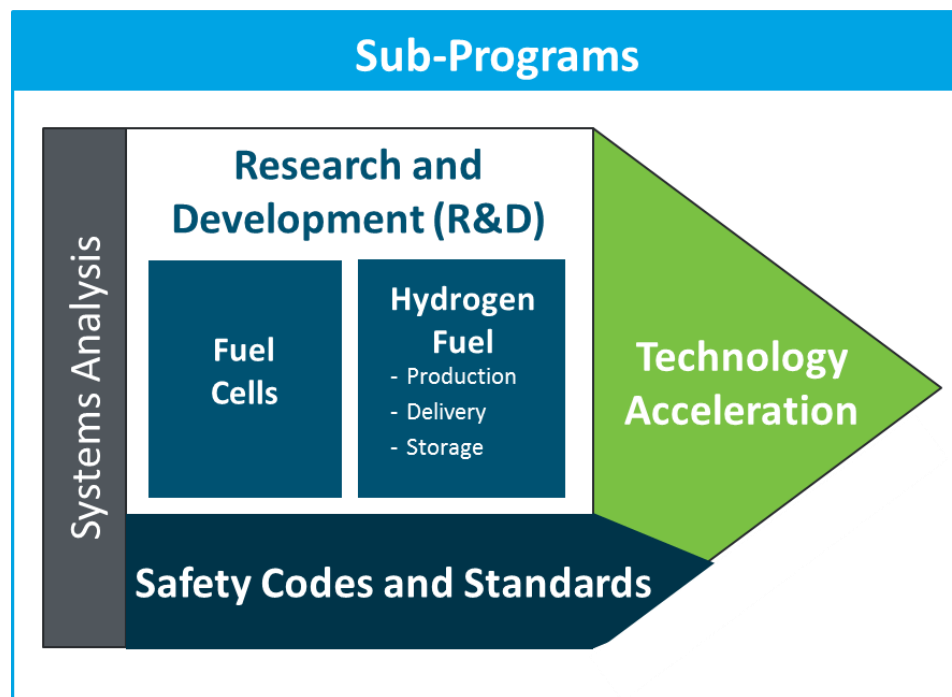 Sub-Programs
Systems Analysis
Research and
Development (R&D)
Fuel
Cells
Hydrogen
Fuel
- Production
- Delivery
- Storage
Technology
Acceleration
Safety Codes and Standards